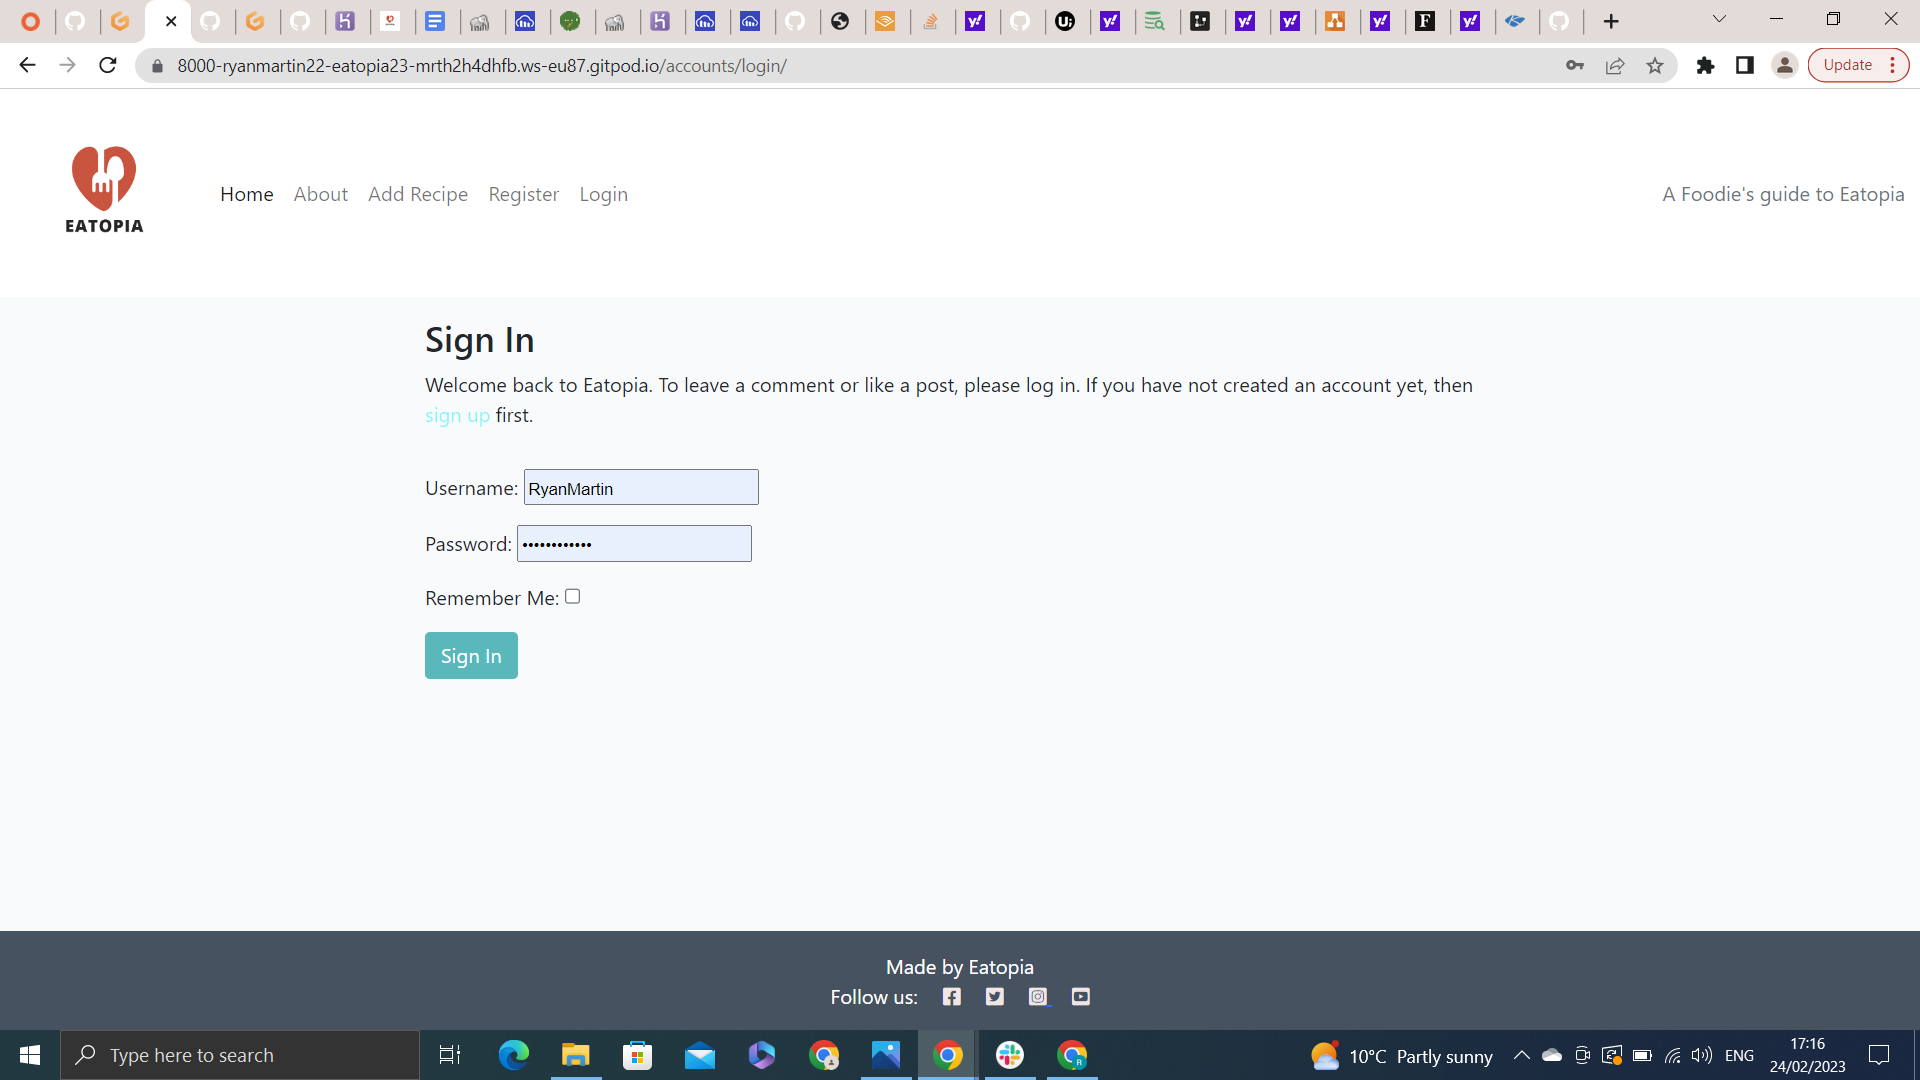 8000-ryanmartin22-eatopia23-mrth2h4dhfb.ws-eu87.gitpod.io/accounts/login/
Update
EATOPIA
Home About Add Recipe Register Login
A Foodie's guide to Eatopia
Sign In
Welcome back to Eatopia. To leave a comment or like a post, please log in. If you have not created an account yet, then
sign up first.
Username: RyanMartin
Password: ••••••••••••
Remember Me:
Sign In
Made by Eatopia
Follow us:
Type here to search
10°C Partly sunny
ENG
17:16
24/02/2023